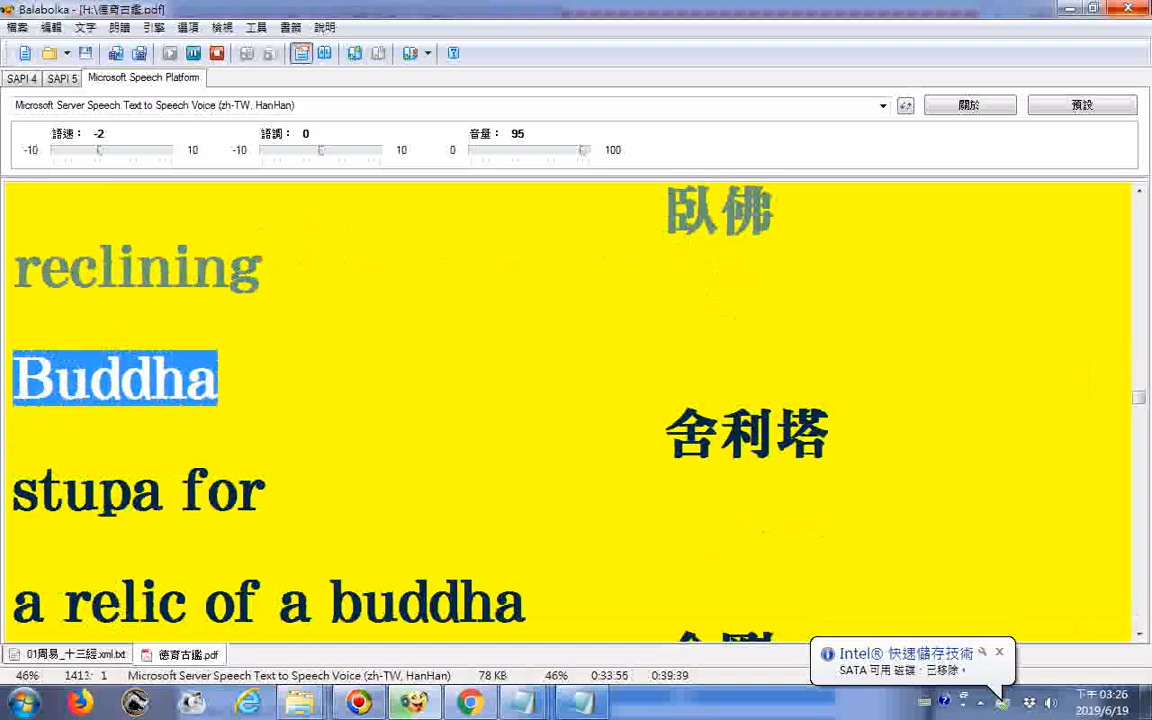 Balabolka - [H:\德育古鑑.pdf]
檔案 編輯 文字 朗讀 引擎 選項 檢視 工具 書籤 說明
SAPI 4 SAPI 5 Microsoft Speech Platform
Microsoft Server Speech Text to Speech Voice (zh-TW, HanHan) 關於 預設
語速: -2 語調: 0 音量: 95
-10 10 -10 10 0 100
臥佛
reclining
Buddha
舍利塔
stupa for
a relic of a buddha
01周易_十三經.xml.txt 德育古鑑.pdf
Intel® 快速儲存技術
SATA 可用 磁碟: 已移除。
46% 1413: 1 Microsoft Server Speech Text to Speech Voice (zh-TW, HanHan) 78 KB 46% 0:33:55 0:39:39
下午 03:26
2019/6/19